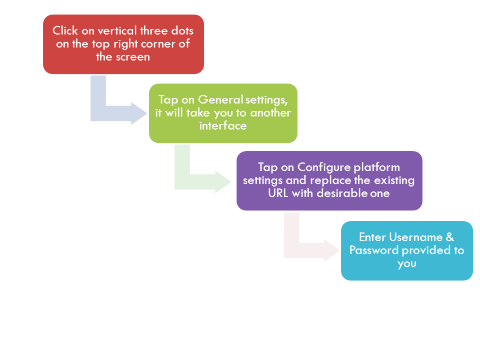 Click on vertical three dots
on the top right corner of
the screen
Tap on General settings,
it will take you to another
interface
Tap on Configure platform
settings and replace the existing
URL with desirable one
Enter Username &
Password provided to
you